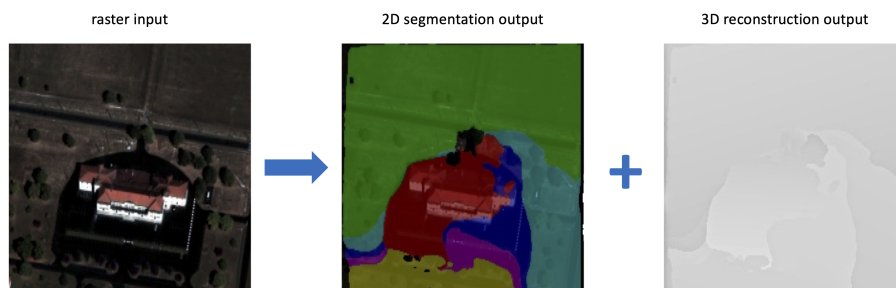 raster input
2D segmentation output
3D reconstruction output